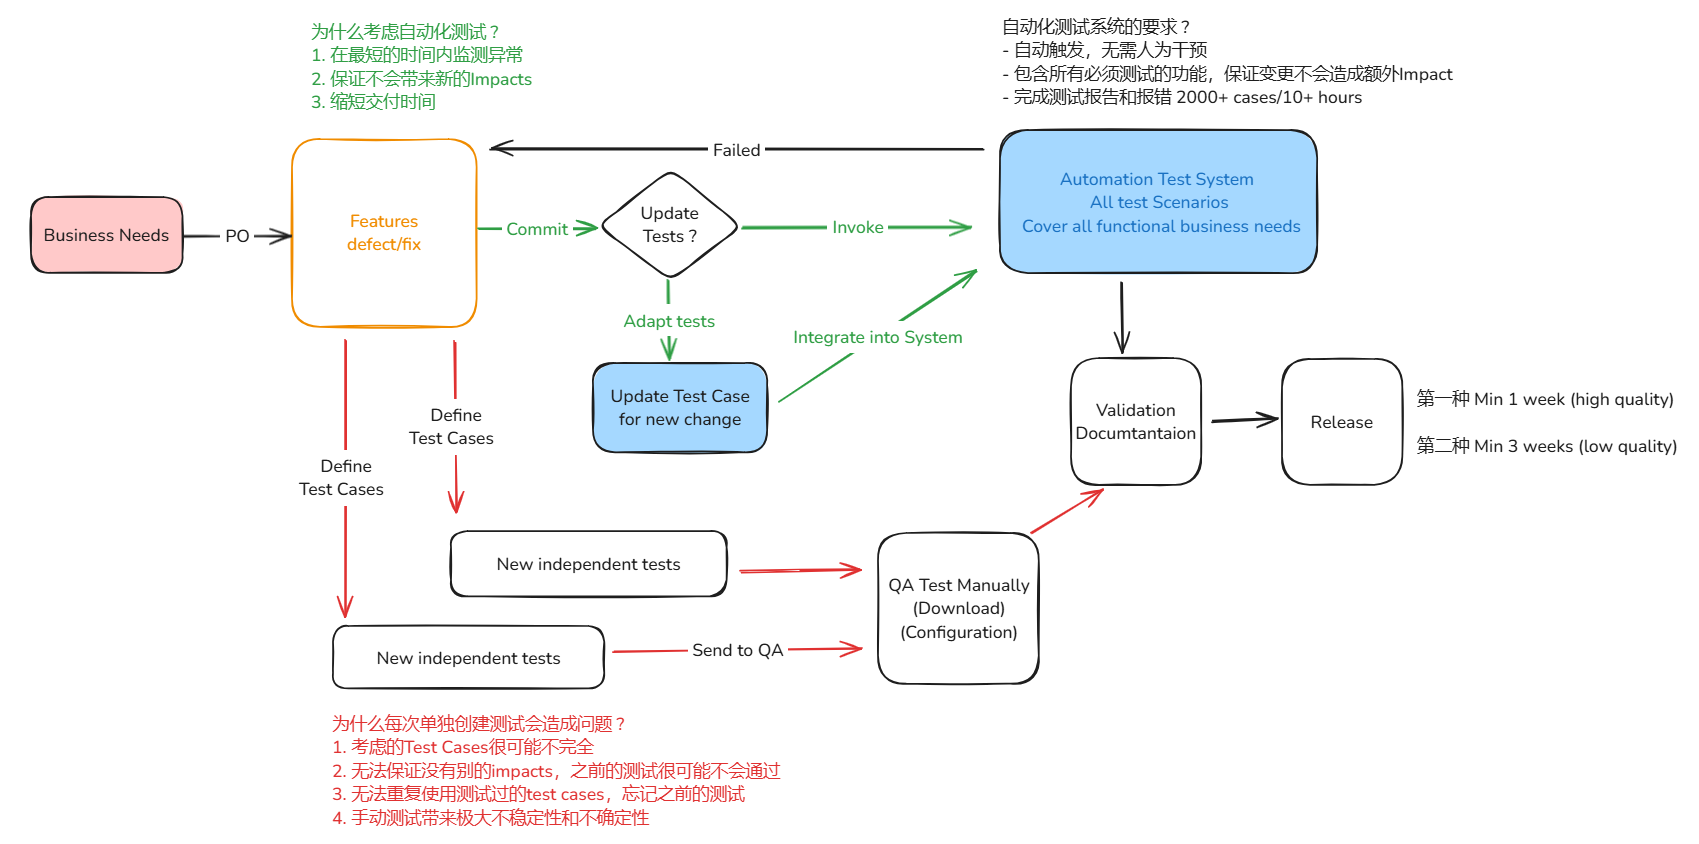 为什么考虑自动化测试？
1. 在最短的时间内监测异常
2. 保证不会带来新的Impacts
3. 缩短交付时间
自动化测试系统的要求？
- 自动触发，无需人为干预
- 包含所有必须测试的功能，保证变更不会造成额外Impact
- 完成测试报告和报错 2000+ cases/10+ hours
Failed
Business Needs
PO
Features
defect/fix
Commit
Update
Tests ?
Invoke
Automation Test System
All test Scenarios
Cover all functional business needs
Adapt tests
Integrate into System
Update Test Case
for new change
Validation
Documtantaion
Release
第一种 Min 1 week (high quality)
第二种 Min 3 weeks (low quality)
Define
Test Cases
Define
Test Cases
New independent tests
New independent tests
Send to QA
QA Test Manually
(Download)
(Configuration)
为什么每次单独创建测试会造成问题？
1. 考虑的Test Cases很可能不完全
2. 无法保证没有别的impacts，之前的测试很可能不会通过
3. 无法重复使用测试过的test cases，忘记之前的测试
4. 手动测试带来极大不稳定性和不确定性